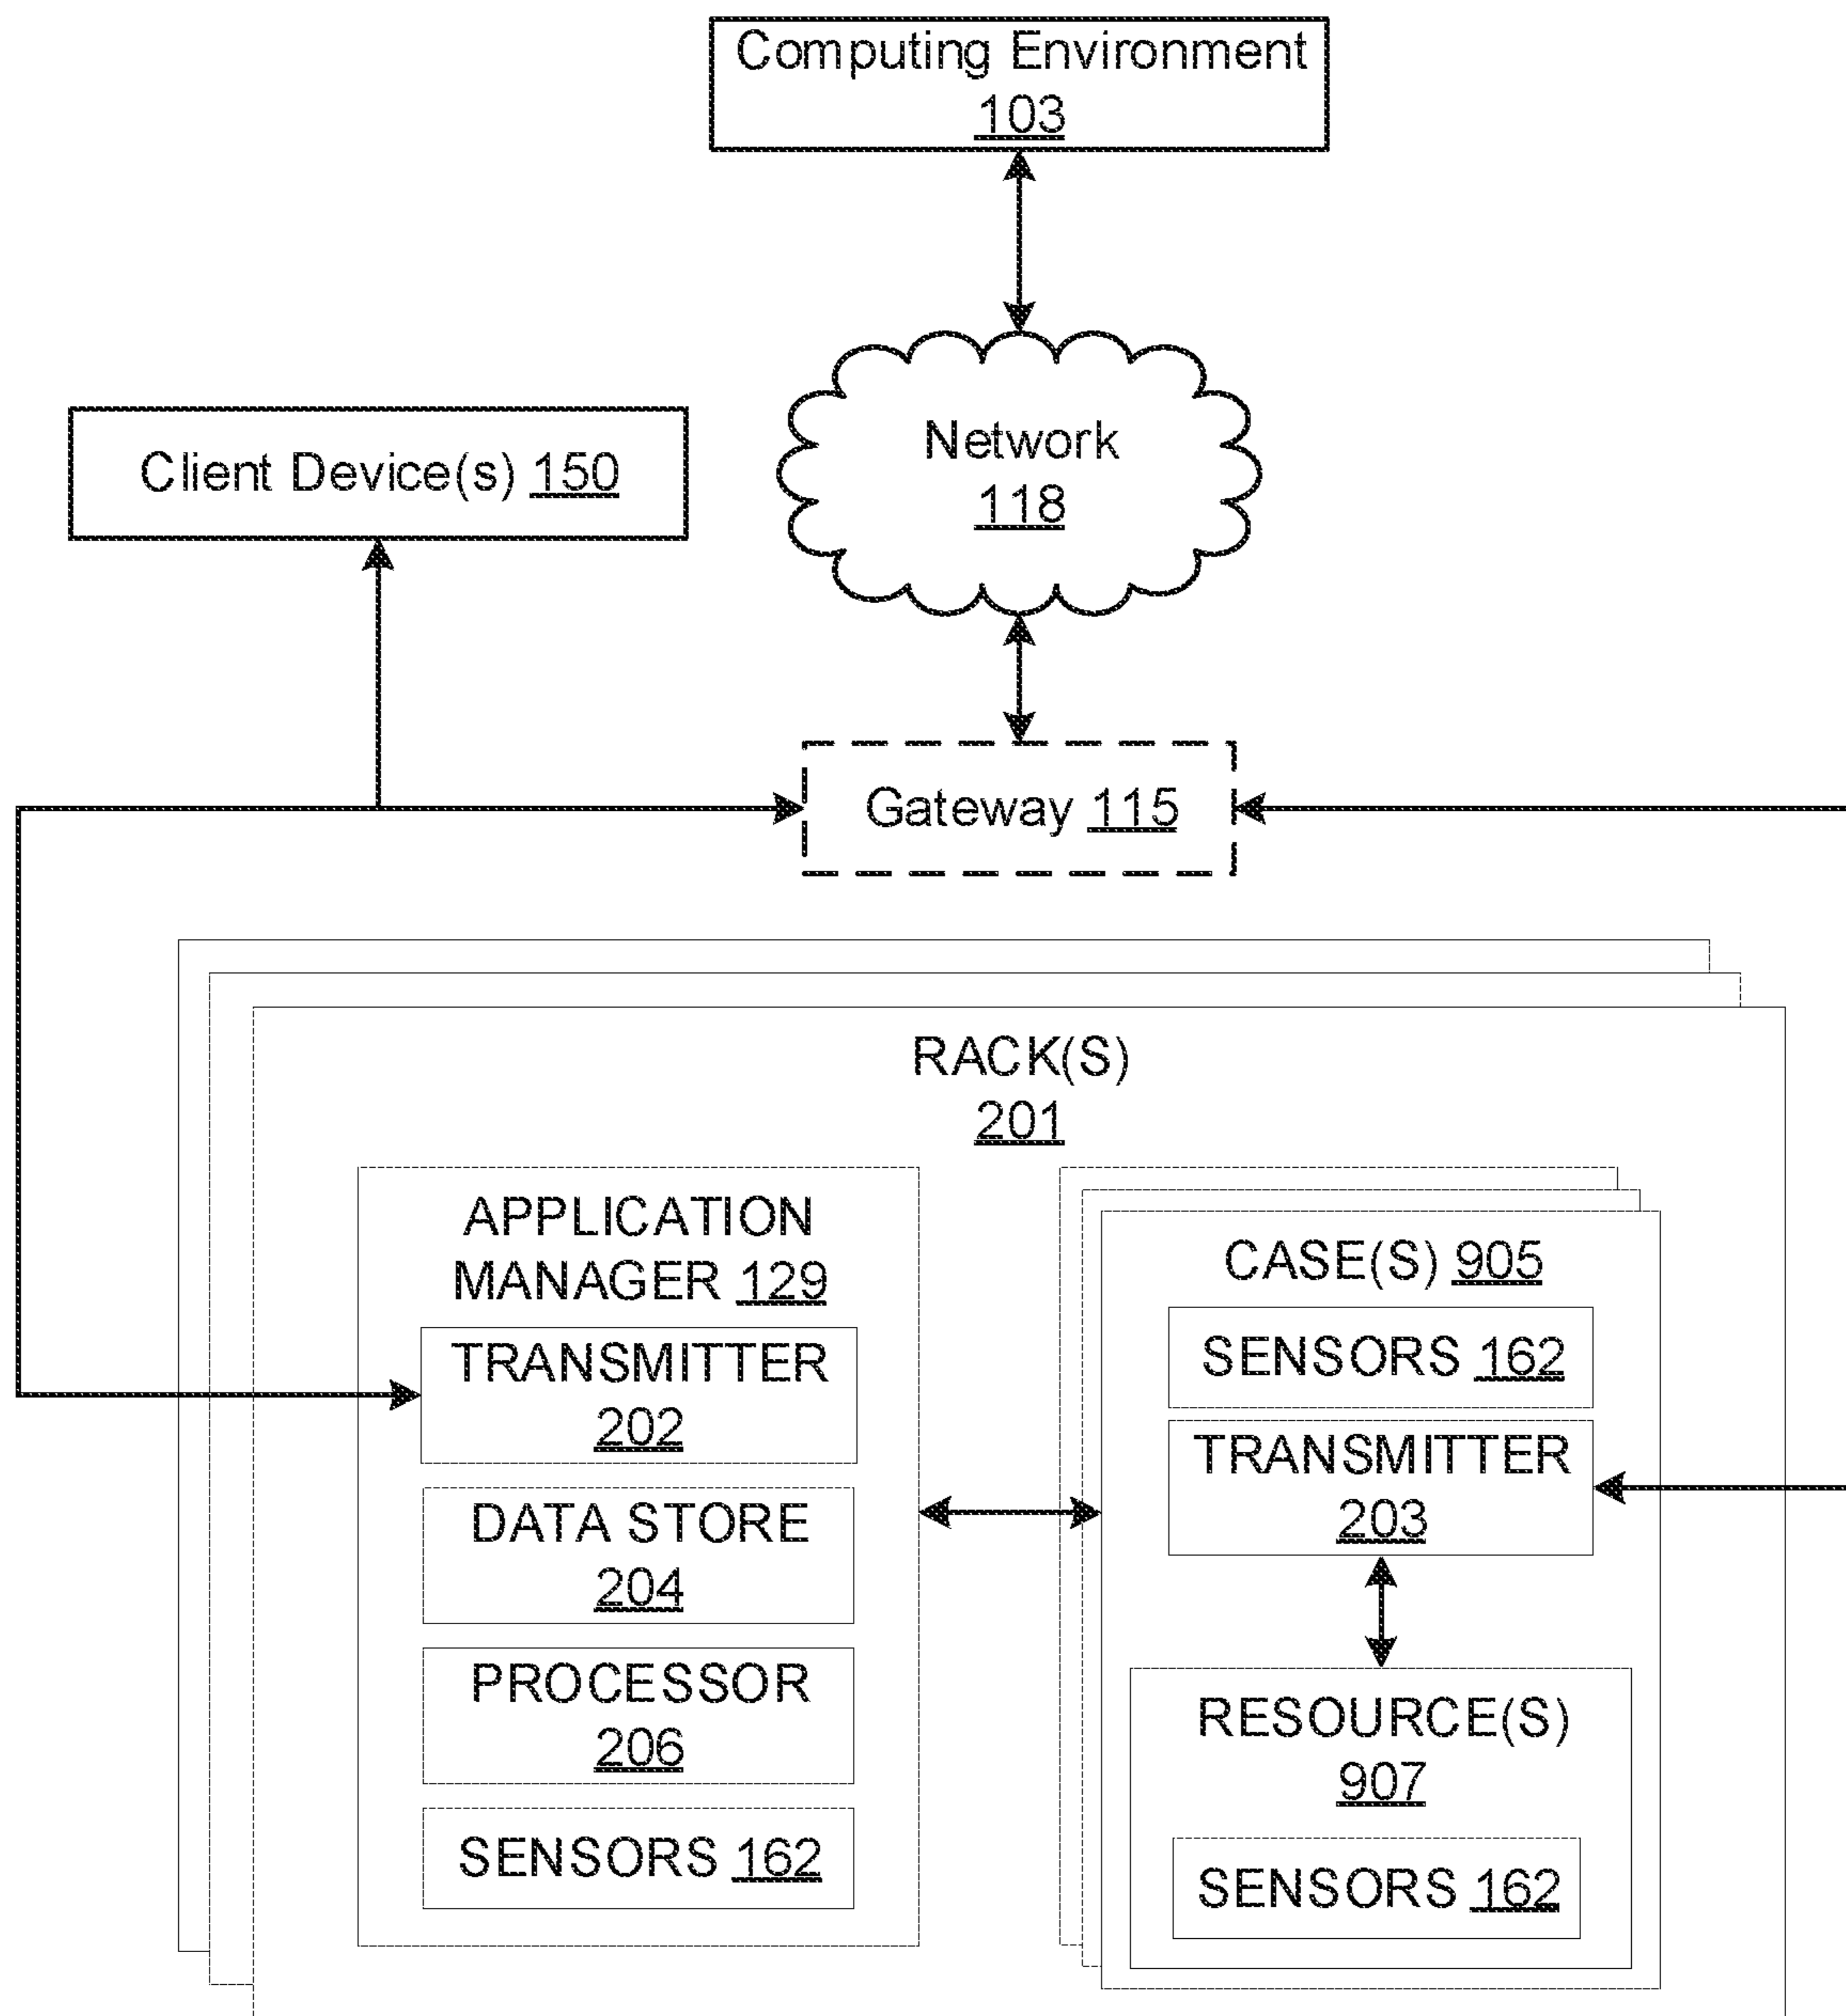 Computing Environment
103
Network
118
Client Device(s) 150
Gateway 115
RACK(S)
201
APPLICATION
MANAGER 129
TRANSMITTER
202
DATA STORE
204
PROCESSOR
206
SENSORS 162
CASE(S) 905
SENSORS 162
TRANSMITTER
203
RESOURCE(S)
907
SENSORS 162